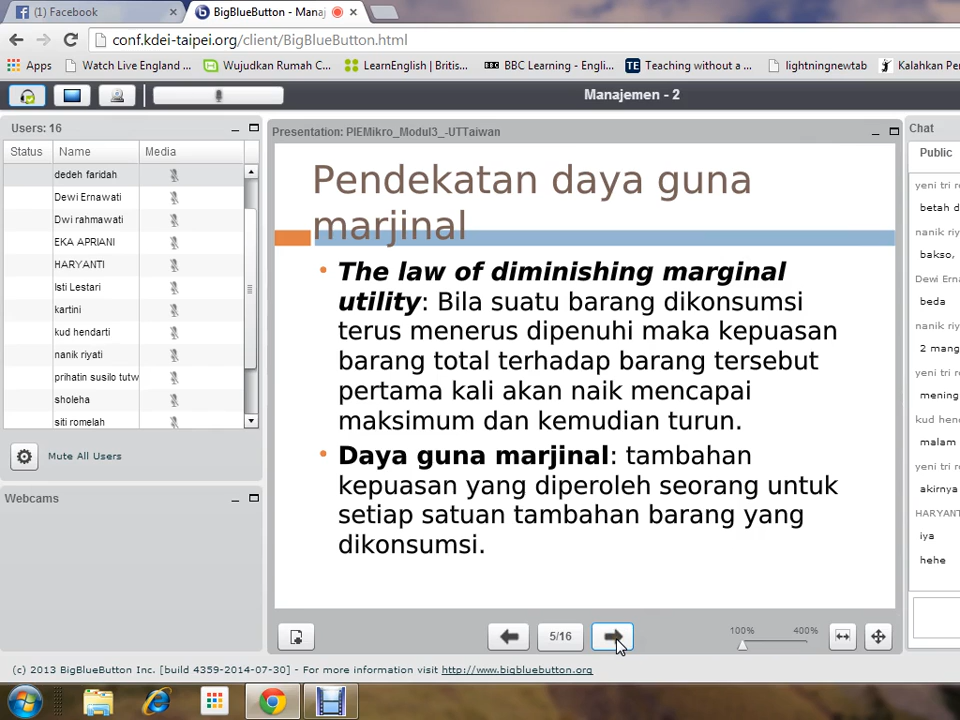 (1) Facebook
BigBlueButton - Manaj
conf.kdei-taipei.org/client/BigBlueButton.html
Apps
Watch Live England ...
Wujudkan Rumah C...
LearnEnglish | Britis...
BBC Learning - Engli...
Teaching without a ...
lightningnewtab
Kalahkan Pe
Manajemen - 2
Users: 16
Status Name Media
dedeh faridah
Dewi Ernawati
Dwi rahmawati
EKA APRIANI
HARYANTI
Isti Lestari
kartini
kud hendarti
nanik riyati
prihatin susilo tutw
sholeha
siti romelah
Mute All Users
Webcams
Presentation: PIEMikro_Modul3_-UTTaiwan
Pendekatan daya guna
marjinal
• The law of diminishing marginal
utility: Bila suatu barang dikonsumsi
terus menerus dipenuhi maka kepuasan
barang total terhadap barang tersebut
pertama kali akan naik mencapai
maksimum dan kemudian turun.
• Daya guna marjinal: tambahan
kepuasan yang diperoleh seorang untuk
setiap satuan tambahan barang yang
dikonsumsi.
5/16
100%
400%
Chat
Public
yeni tri r
betah d
nanik riy
bakso,
Dewi Erna
beda
nanik riy
2 mang
yeni tri r
mening
kud hend
malam
yeni tri r
akirnya
HARYANT
iya
hehe
(c) 2013 BigBlueButton Inc. [build 4359-2014-07-30] - For more information visit http://www.bigbluebutton.org